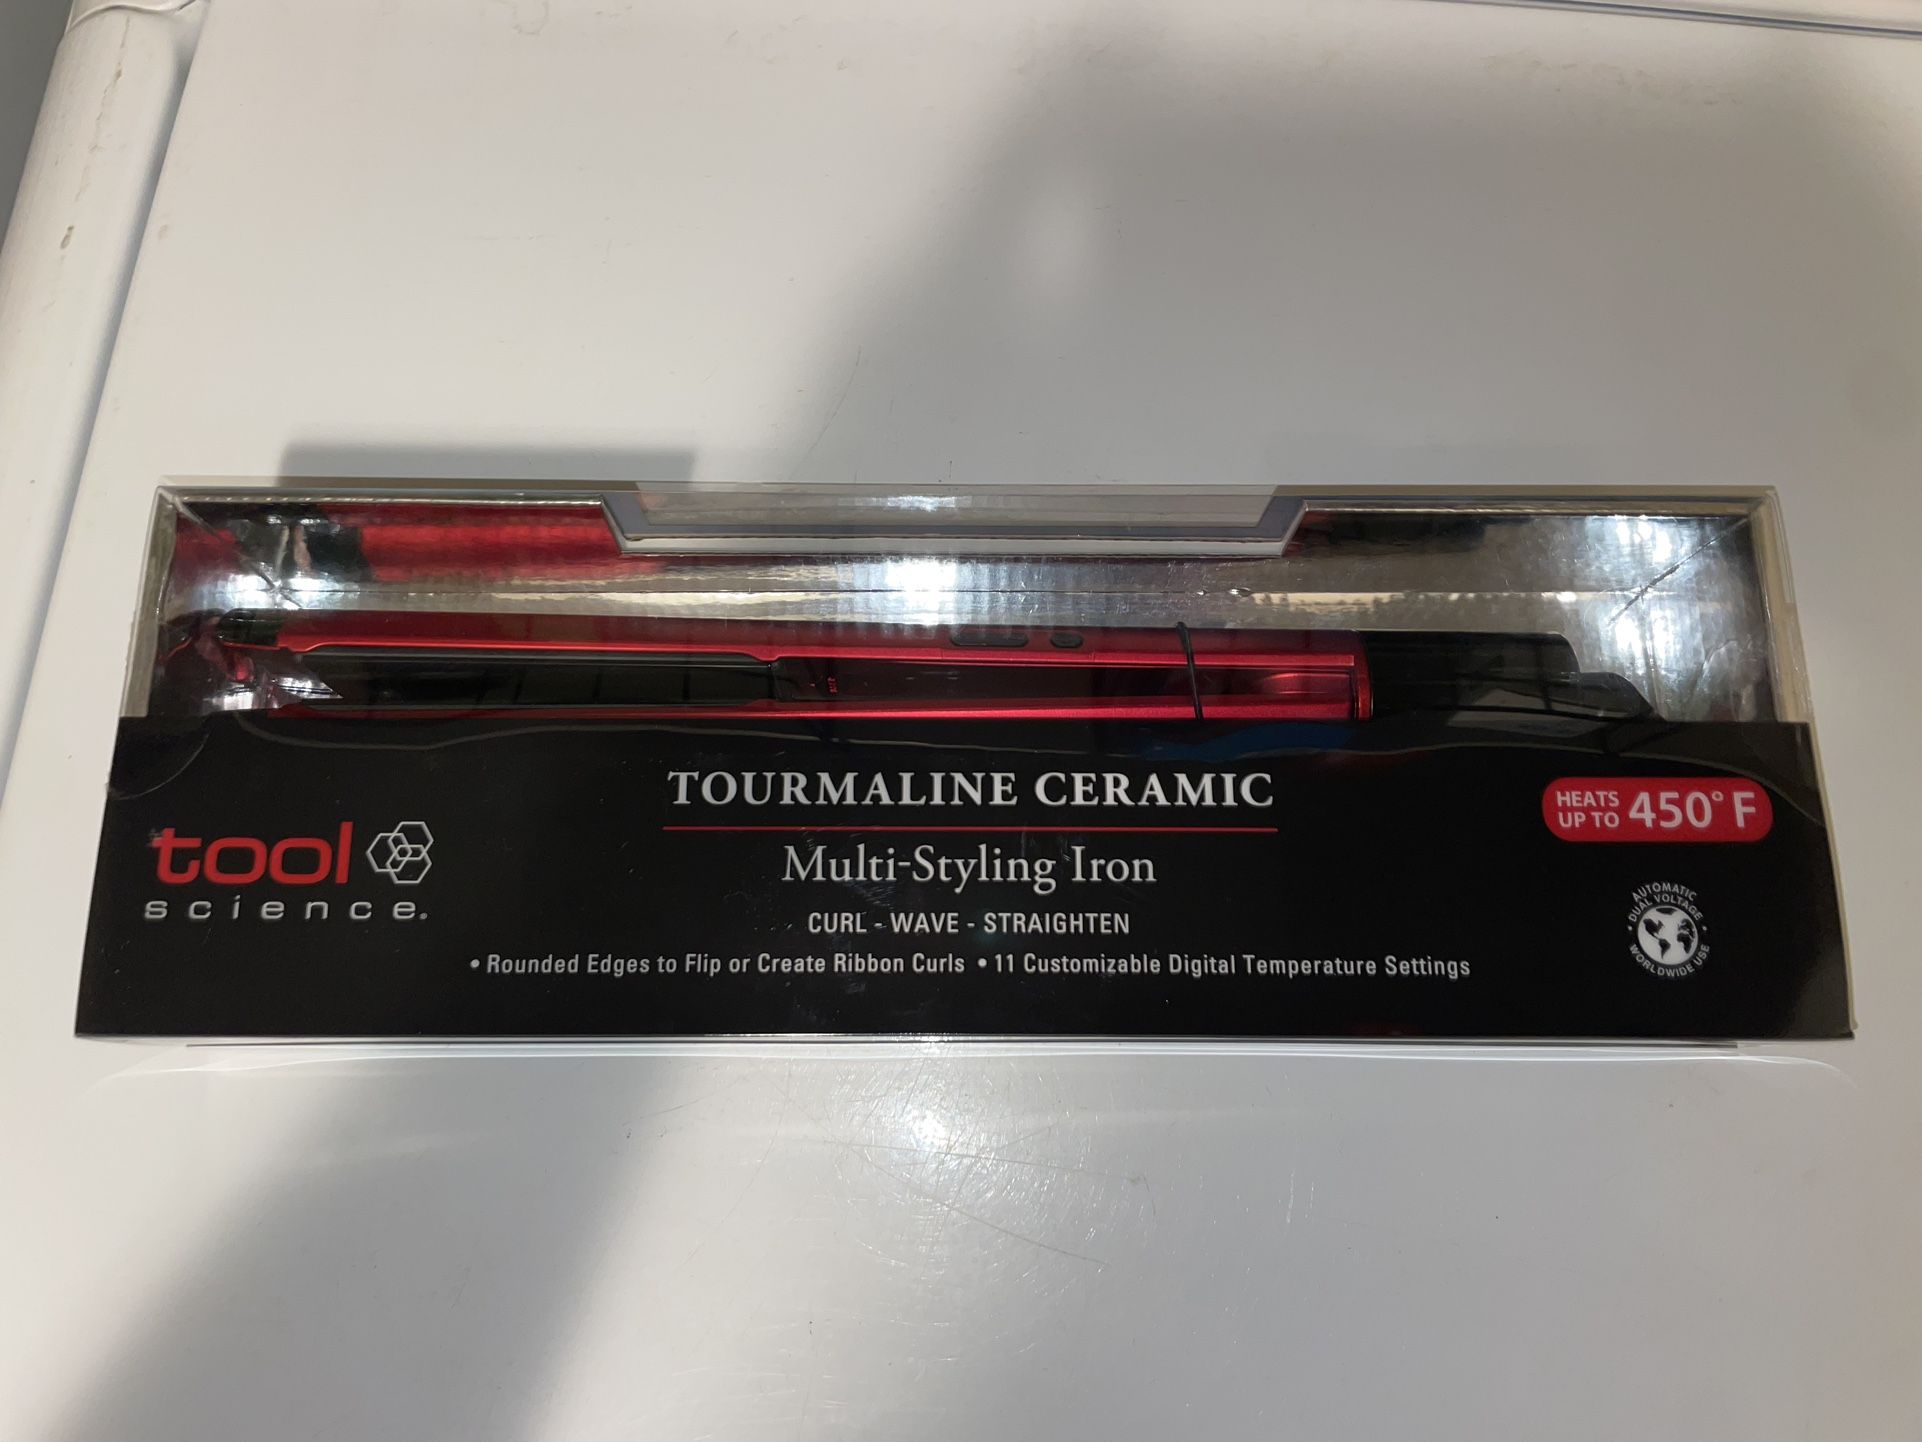 TOURMALINE CERAMIC
Multi-Styling Iron
CURL - WAVE - STRAIGHTEN
• Rounded Edges to Flip or Create Ribbon Curls • 11 Customizable Digital Temperature Settings
tool
science.
HEATS
UP TO 450° F
AUTOMATIC
• DUAL VOLTAGE •
WORLDWIDE USE